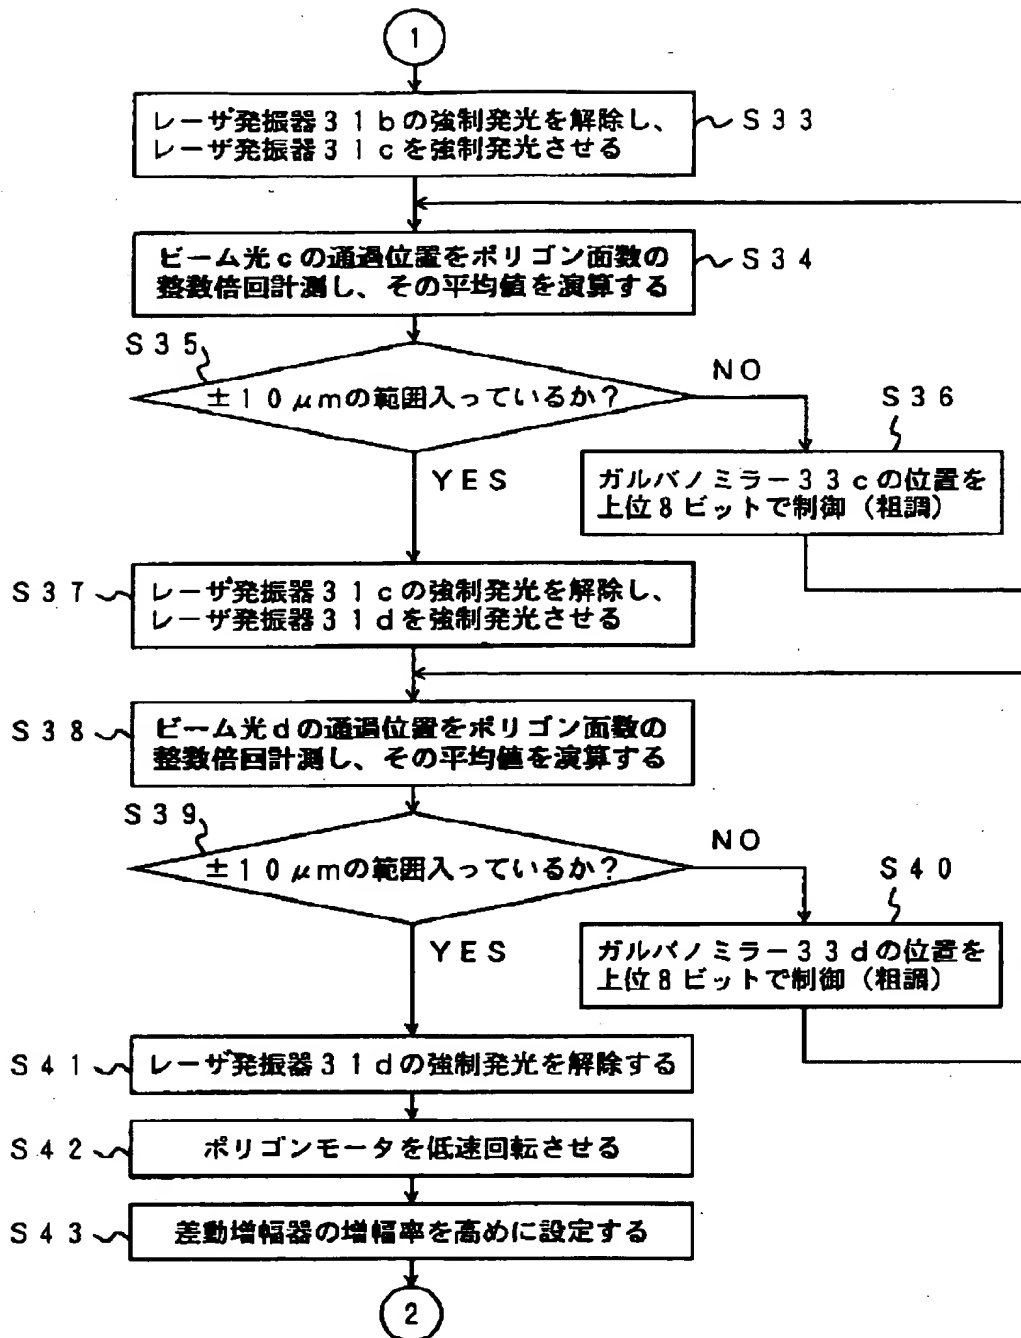 1
レーザ発振器31bの強制発光を解除し、
レーザ発振器31cを強制発光させる
S33
ビーム光cの通過位置をポリゴン面数の
整数倍回計測し、その平均値を演算する
S34
S35
±10μmの範囲入っているか?
NO
YES
S36
ガルバノミラー33cの位置を
上位8ビットで制御(粗調)
S37
レーザ発振器31cの強制発光を解除し、
レーザ発振器31dを強制発光させる
S38
ビーム光dの通過位置をポリゴン面数の
整数倍回計測し、その平均値を演算する
S39
±10μmの範囲入っているか?
NO
YES
S40
ガルバノミラー33dの位置を
上位8ビットで制御(粗調)
S41
レーザ発振器31dの強制発光を解除する
S42
ポリゴンモータを低速回転させる
S43
差動増幅器の増幅率を高めに設定する
2